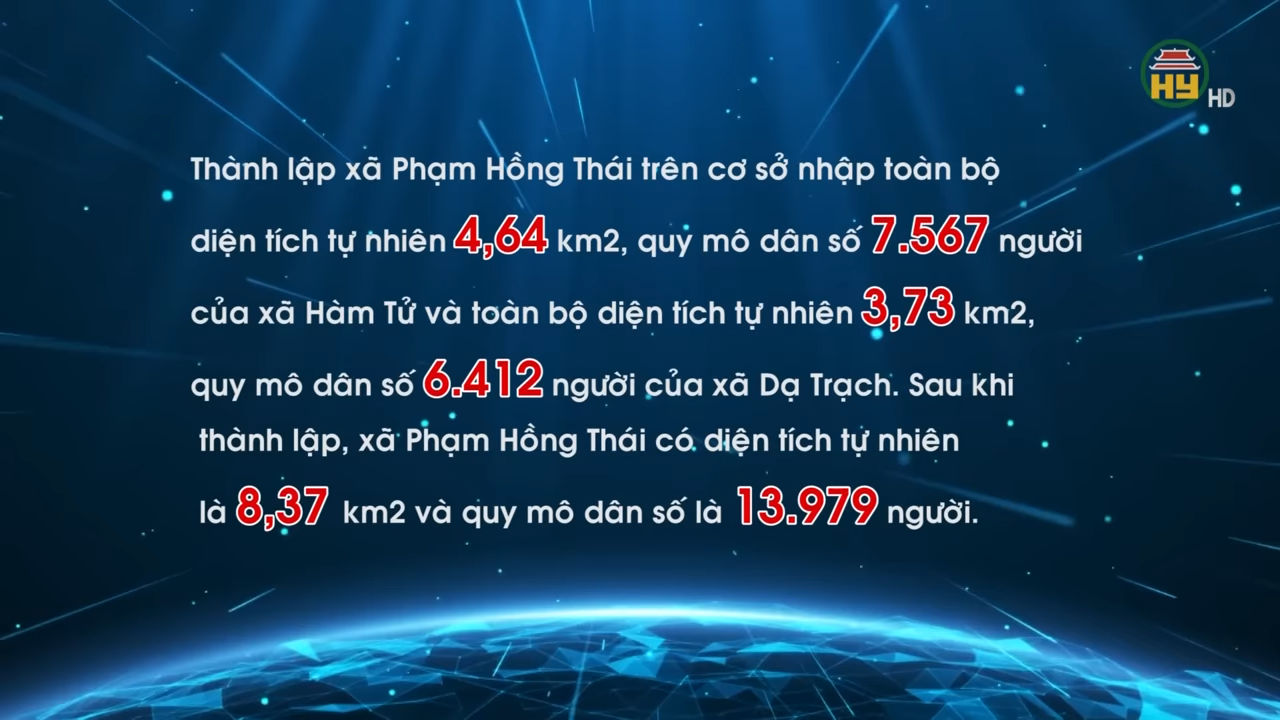 HY HD
Thành lập xã Phạm Hồng Thái trên cơ sở nhập toàn bộ
diện tích tự nhiên 4,64 km2, quy mô dân số 7.567 người
của xã Hàm Tử và toàn bộ diện tích tự nhiên 3,73 km2,
quy mô dân số 6.412 người của xã Dạ Trạch. Sau khi
thành lập, xã Phạm Hồng Thái có diện tích tự nhiên
là 8,37 km2 và quy mô dân số là 13.979 người.